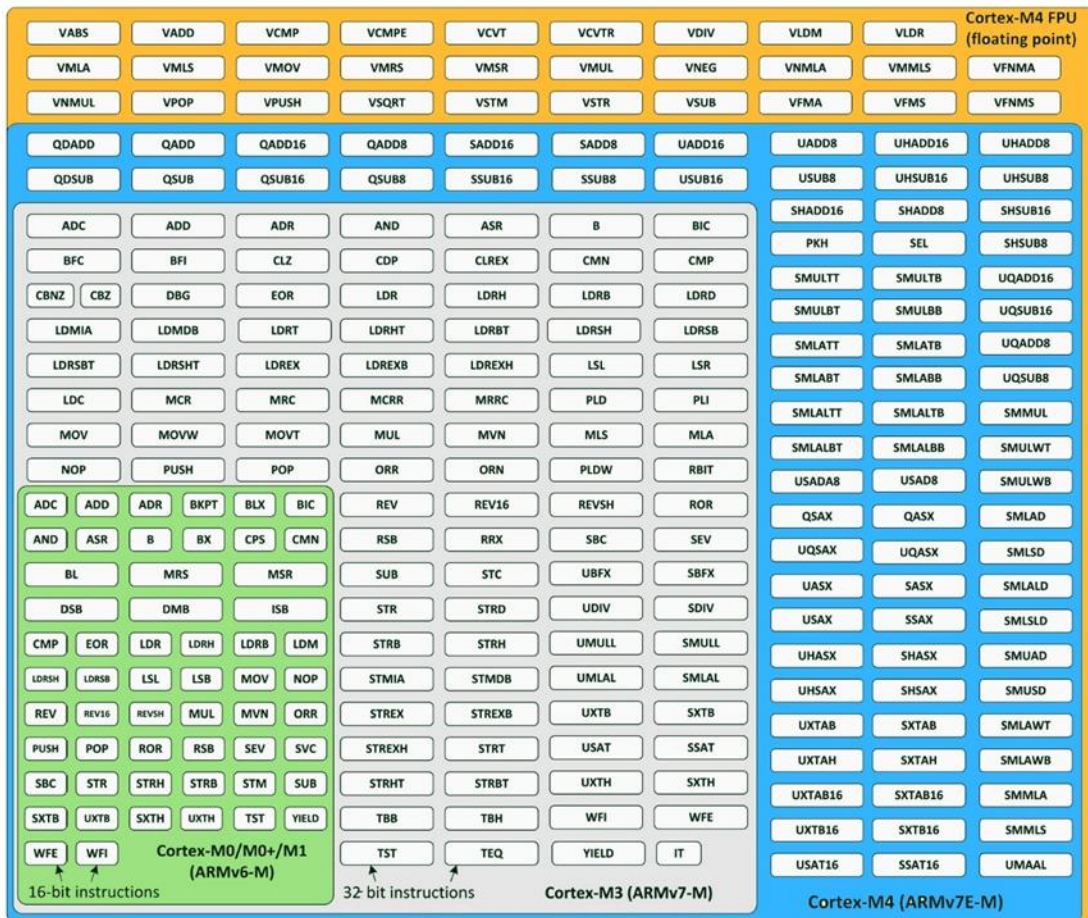 VABS VADD VCMP VCMPE VCVT VCVTR VDIV VLDM VLDR Cortex-M4 FPU
(floating point)
VMLA VMLS VMOV VMRS VMSR VMUL VNEG VNMLA VMMLS VFNMA
VNMUL VPOP VPUSH VSQRT VSTM VSTR VSUB VFMA VFMS VFNMS
QDADD QADD QADD16 QADD8 SADD16 SADD8 UADD16 UADD8 UHADD16 UHADD8
QDSUB QSUB QSUB16 QSUB8 SSUB16 SSUB8 USUB16 USUB8 UHSUB16 UHSUB8
ADC ADD ADR AND ASR B BIC SHADD16 SHADD8 SHSUB16
BFC BFI CLZ CDP CLREX CMN CMP PKH SEL SHSUB8
CBNZ CBZ DBG EOR LDR LDRH LDRB LDRD SMULTT SMULTB UQADD16
LDMIA LDMDB LDRT LDRHT LDRBT LDRSH LDRSB SMULBT SMULBB UQSUB16
LDRSBT LDRSHT LDREX LDREXB LDREXH LSL LSR SMLATT SMLATB UQADD8
LDC MCR MRC MCRR MRRC PLD PLI SMLABT SMLABB UQSUB8
MOV MOVW MOVT MUL MVN MLS MLA SMLALTT SMLALTB SMMUL
NOP PUSH POP ORR ORN PLDW RBIT SMLALBT SMLALBB SMULWT
ADC ADD ADR BKPT BLX BIC REV REV16 REVSH ROR USADA8 USAD8 SMULWB
AND ASR B BX CPS CMN RSB RRX SBC SEV QSAX QASX SMLAD
BL MRS MSR SUB STC UBFX SBFX UQSAX UQASX SMLSD
DSB DMB ISB STR STRD UDIV SDIV UASX SASX SMLALD
CMP EOR LDR LDRH LDRB LDM STRB STRH UMULL SMULL USAX SSAX SMLSLD
LDRSH LDRSB LSL LSB MOV NOP STMIA STMDB UMLAL SMLAL UHASX SHASX SMUAD
REV REV16 REVSH MUL MVN ORR STREX STREXB UXTB SXTB UHSAX SHSAX SMUSD
PUSH POP ROR RSB SEV SVC STREXH STRT USAT SSAT UXTAB SXTAB SMLAWT
SBC STR STRH STRB STM SUB STRHT STRBT UXTH SXTH UXTAH SXTAH SMLAWB
SXTB UXTB SXTH UXTH TST YIELD TBB TBH WFI WFE UXTAB16 SXTAB16 SMMLA
WFE WFI Cortex-M0/M0+/M1 TST TEQ YIELD IT UXTB16 SXTB16 SMMLS
(ARMv6-M) USAT16 SSAT16 UMAAL
16-bit instructions 32-bit instructions Cortex-M3 (ARMv7-M) Cortex-M4 (ARMv7E-M)